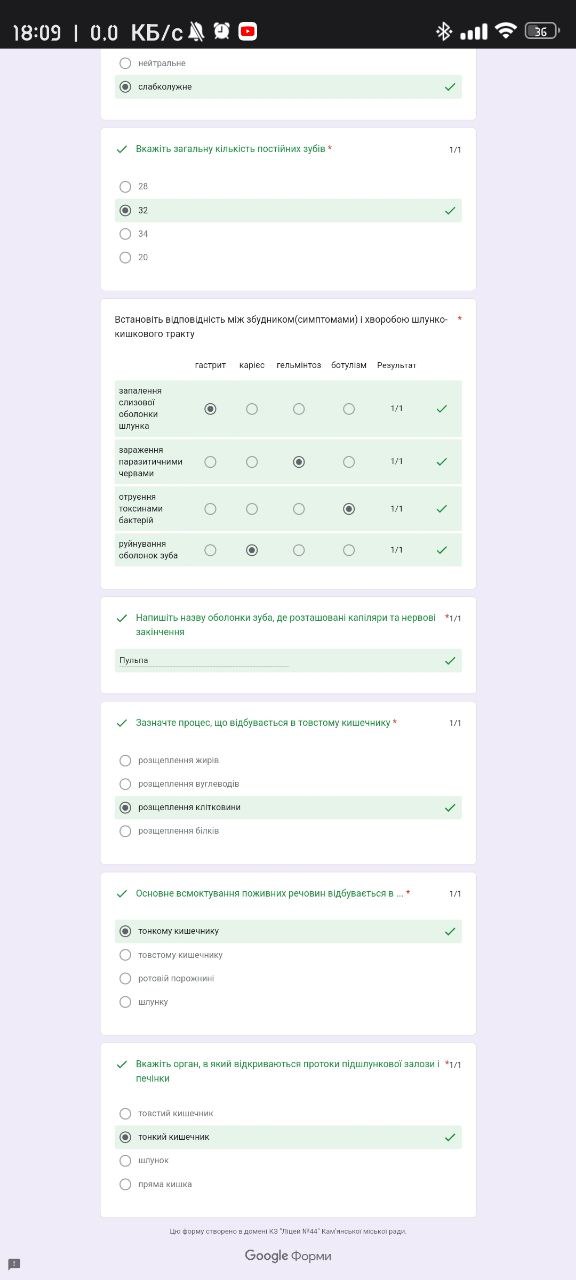 18:09 | 0.0 КБ/с
36
нейтральне
слабколужне
Вкажіть загальну кількість постійних зубів * 1/1
28
32
34
20
Встановіть відповідність між збудником(симптомами) і хворобою шлунко- *
кишкового тракту
гастрит карієс гельмінтоз ботулізм Результат
запалення
слизової
оболонки
шлунка
1/1
зараження
паразитичними
червами
1/1
отруєння
токсинами
бактерій
1/1
руйнування
оболонок зуба
1/1
Напишіть назву оболонки зуба, де розташовані капіляри та нервові *1/1
закінчення
Пульпа
Зазначте процес, що відбувається в товстому кишечнику * 1/1
розщеплення жирів
розщеплення вуглеводів
розщеплення клітковини
розщеплення білків
Основне всмоктування поживних речовин відбувається в ... * 1/1
тонкому кишечнику
товстому кишечнику
ротовій порожнині
шлунку
Вкажіть орган, в який відкриваються протоки підшлункової залози і *1/1
печінки
товстий кишечник
тонкий кишечник
шлунок
пряма кишка
Цю форму створено в домені КЗ "Ліцей №44" Кам'янської міської ради.
Google Форми